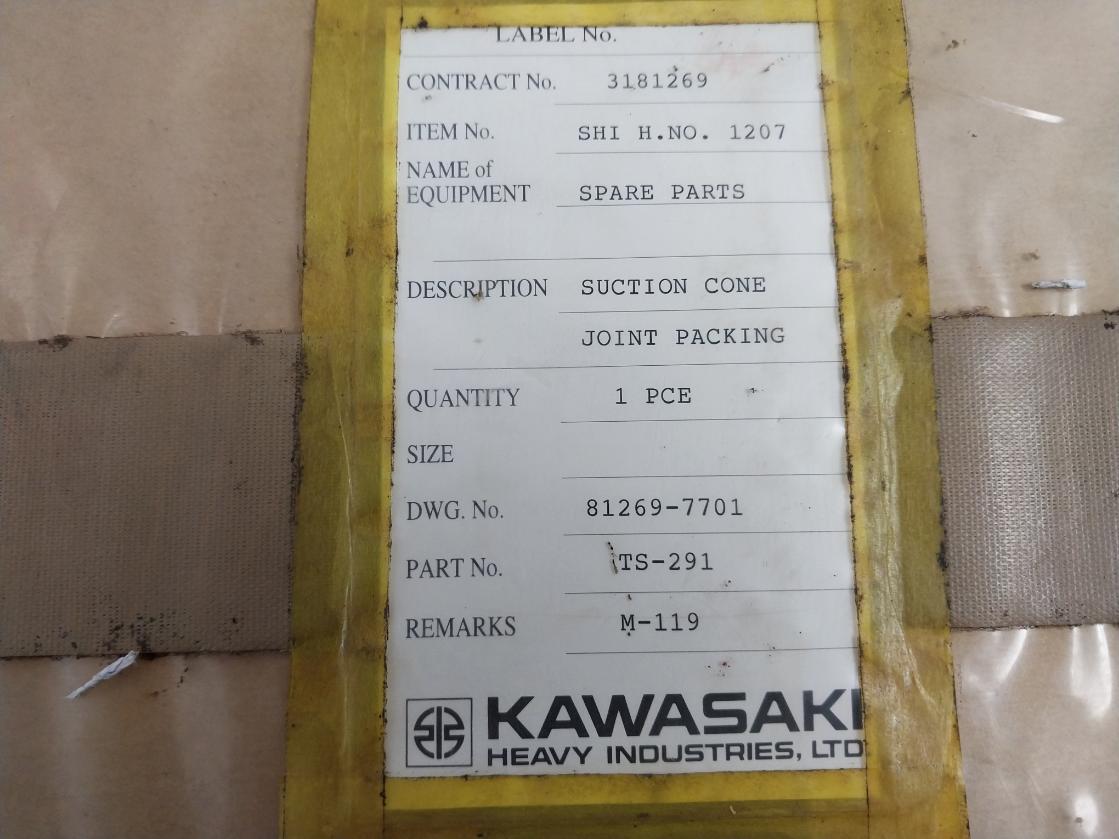 LABEL No.
CONTRACT No. 3181269
ITEM No. SHI H.NO. 1207
NAME of
EQUIPMENT SPARE PARTS
DESCRIPTION SUCTION CONE
JOINT PACKING
QUANTITY 1 PCE
SIZE
DWG. No. 81269-7701
PART No. TS-291
REMARKS M-119
KAWASAKI
HEAVY INDUSTRIES, LTD